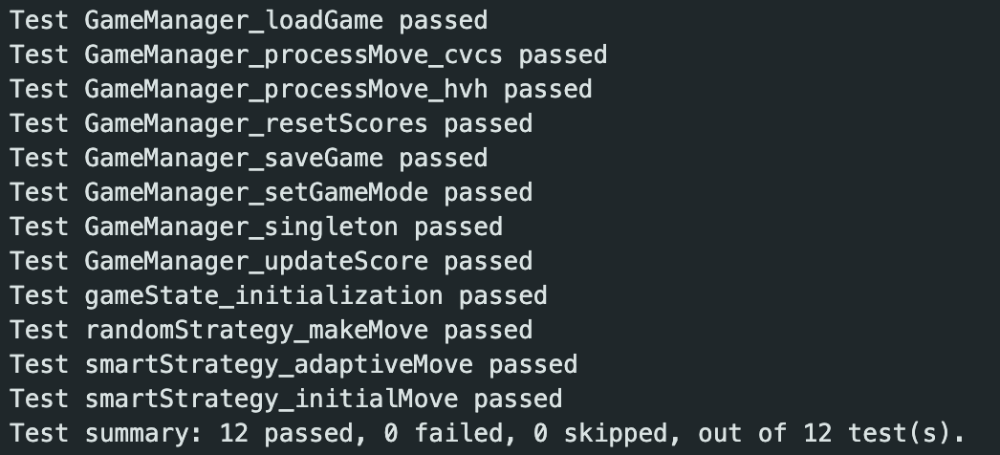 Test GameManager_loadGame passed
Test GameManager_processMove_cvcs passed
Test GameManager_processMove_hvh passed
Test GameManager_resetScores passed
Test GameManager_saveGame passed
Test GameManager_setGameMode passed
Test GameManager_singleton passed
Test GameManager_updateScore passed
Test gameState_initialization passed
Test randomStrategy_makeMove passed
Test smartStrategy_adaptiveMove passed
Test smartStrategy_initialMove passed
Test summary: 12 passed, 0 failed, 0 skipped, out of 12 test(s).